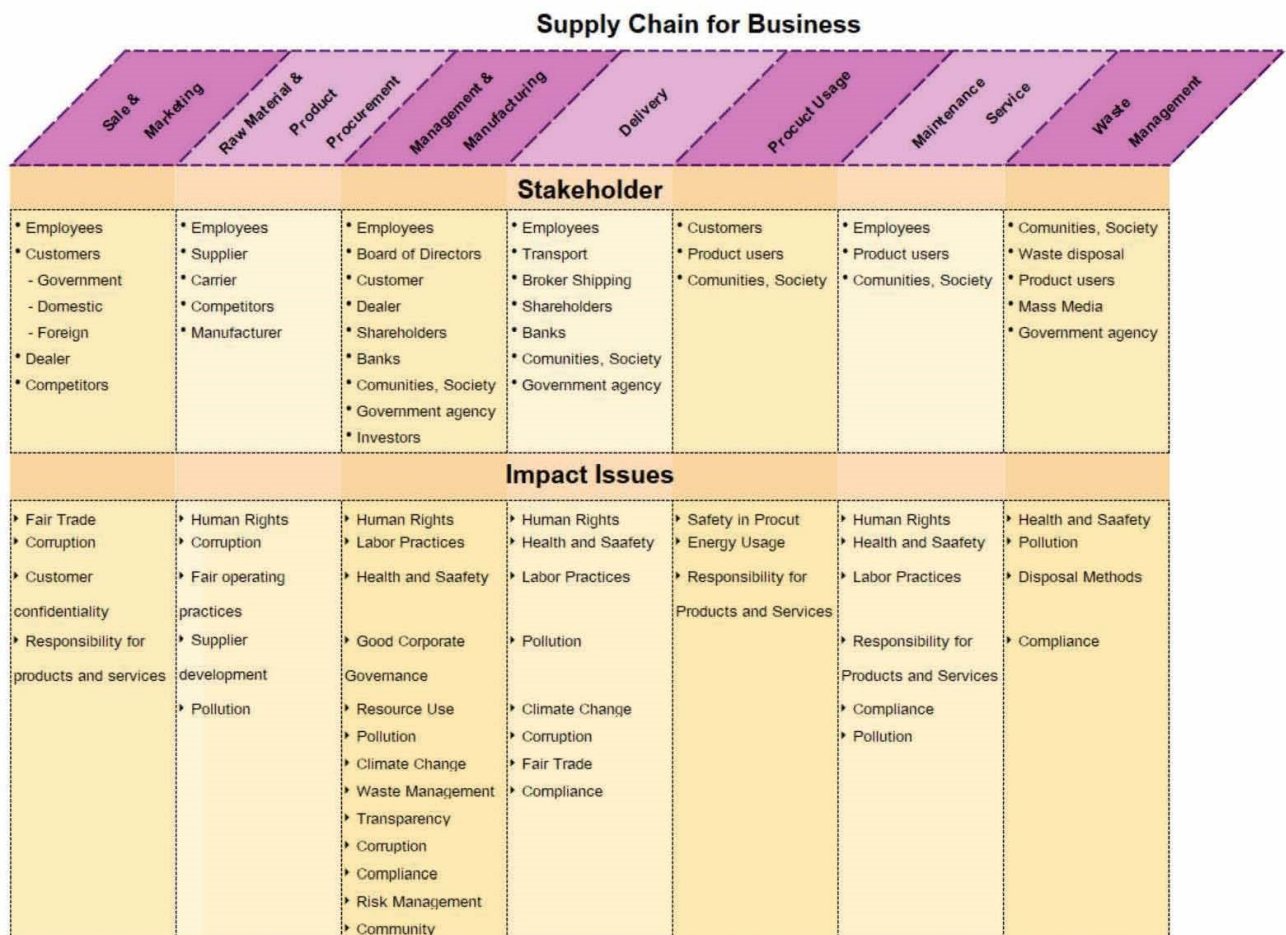 Supply Chain for Business
Sale &
Marketing
Raw Material &
Product
Procurement
Management &
Manufacturing
Delivery
Procuct Usage
Maintenance
Service
Waste
Management
Stakeholder
• Employees
• Customers
- Government
- Domestic
- Foreign
• Dealer
• Competitors
• Employees
• Supplier
• Carrier
• Competitors
• Manufacturer
• Employees
• Board of Directors
• Customer
• Dealer
• Shareholders
• Banks
• Comunities, Society
• Government agency
• Investors
• Employees
• Transport
• Broker Shipping
• Shareholders
• Banks
• Comunities, Society
• Government agency
• Customers
• Product users
• Comunities, Society
• Employees
• Product users
• Comunities, Society
• Comunities, Society
• Waste disposal
• Product users
• Mass Media
• Government agency
Impact Issues
‣ Fair Trade
‣ Corruption
‣ Customer
confidentiality
‣ Responsibility for
products and services
‣ Human Rights
‣ Corruption
‣ Fair operating
practices
‣ Supplier
development
‣ Pollution
‣ Human Rights
‣ Labor Practices
‣ Health and Saafety
‣ Good Corporate
Governance
‣ Resource Use
‣ Pollution
‣ Climate Change
‣ Waste Management
‣ Transparency
‣ Corruption
‣ Compliance
‣ Risk Management
‣ Community
‣ Human Rights
‣ Health and Saafety
‣ Labor Practices
‣ Pollution
‣ Climate Change
‣ Corruption
‣ Fair Trade
‣ Compliance
‣ Safety in Procut
‣ Energy Usage
‣ Responsibility for
Products and Services
‣ Human Rights
‣ Health and Saafety
‣ Labor Practices
‣ Responsibility for
Products and Services
‣ Compliance
‣ Pollution
‣ Health and Saafety
‣ Pollution
‣ Disposal Methods
‣ Compliance